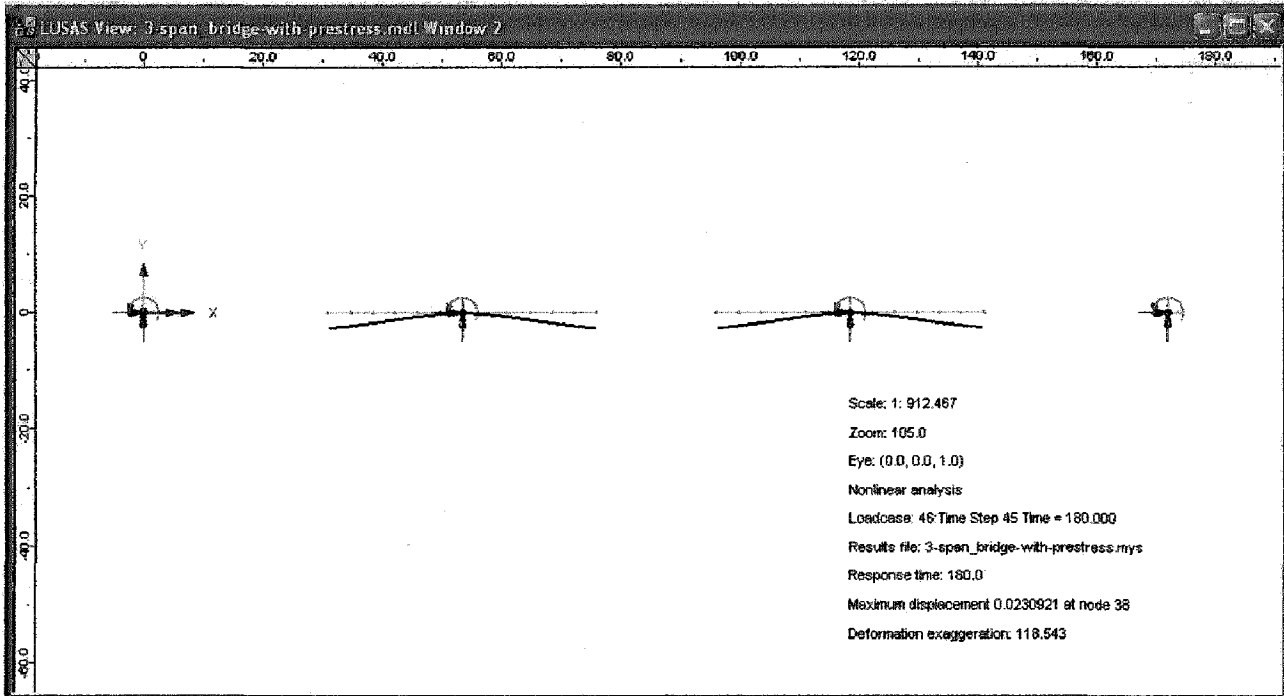 LUSAS View: 3-span_bridge-with-prestress.mdl Window 2
0 20.0 40.0 60.0 80.0 100.0 120.0 140.0 160.0 180.0
40.0
20.0
Y
0
X
-20.0
-40.0
-60.0
Scale: 1: 912.467
Zoom: 105.0
Eye: (0.0, 0.0, 1.0)
Nonlinear analysis
Loadcase: 46:Time Step 45 Time = 180.000
Results file: 3-span_bridge-with-prestress.mys
Response time: 180.0
Maximum displacement 0.0230921 at node 38
Deformation exaggeration: 118.543